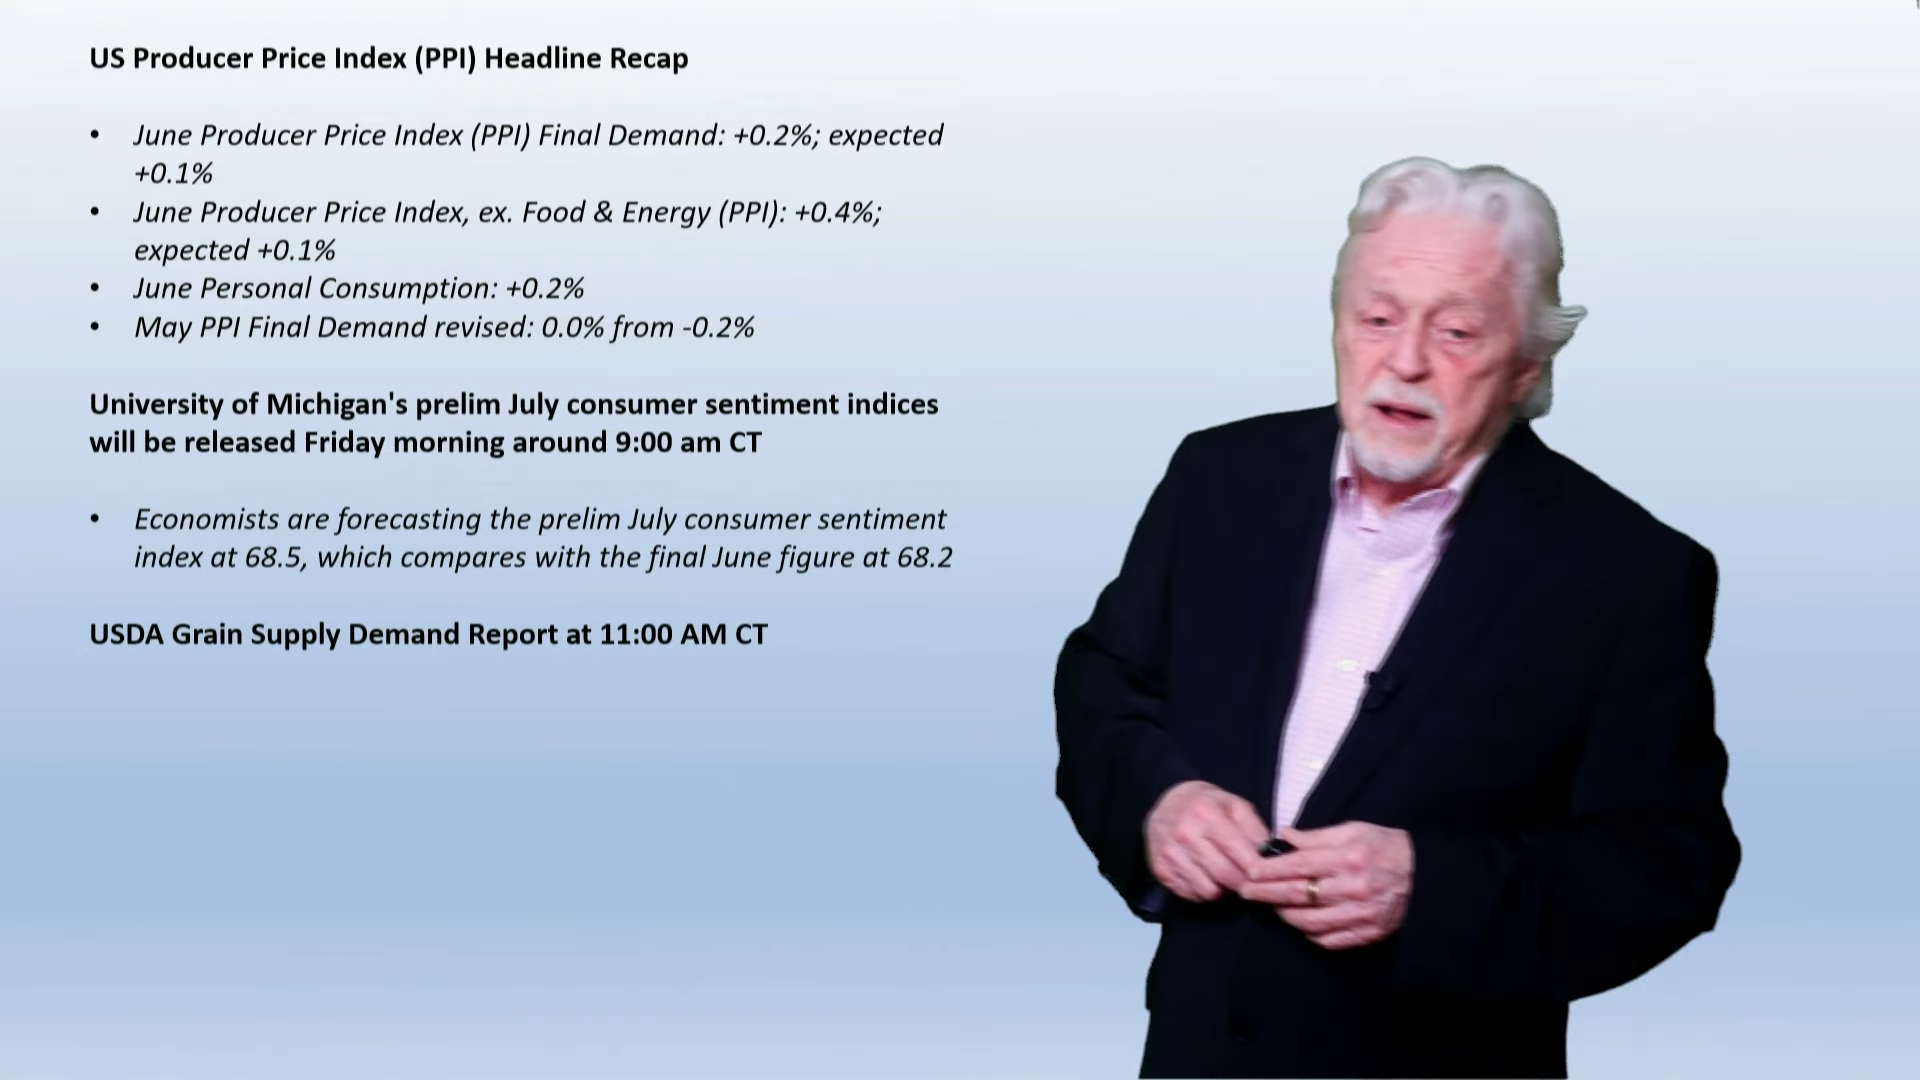 US Producer Price Index (PPI) Headline Recap
• June Producer Price Index (PPI) Final Demand: +0.2%; expected
+0.1%
• June Producer Price Index, ex. Food & Energy (PPI): +0.4%;
expected +0.1%
• June Personal Consumption: +0.2%
• May PPI Final Demand revised: 0.0% from -0.2%
University of Michigan's prelim July consumer sentiment indices
will be released Friday morning around 9:00 am CT
• Economists are forecasting the prelim July consumer sentiment
index at 68.5, which compares with the final June figure at 68.2
USDA Grain Supply Demand Report at 11:00 AM CT